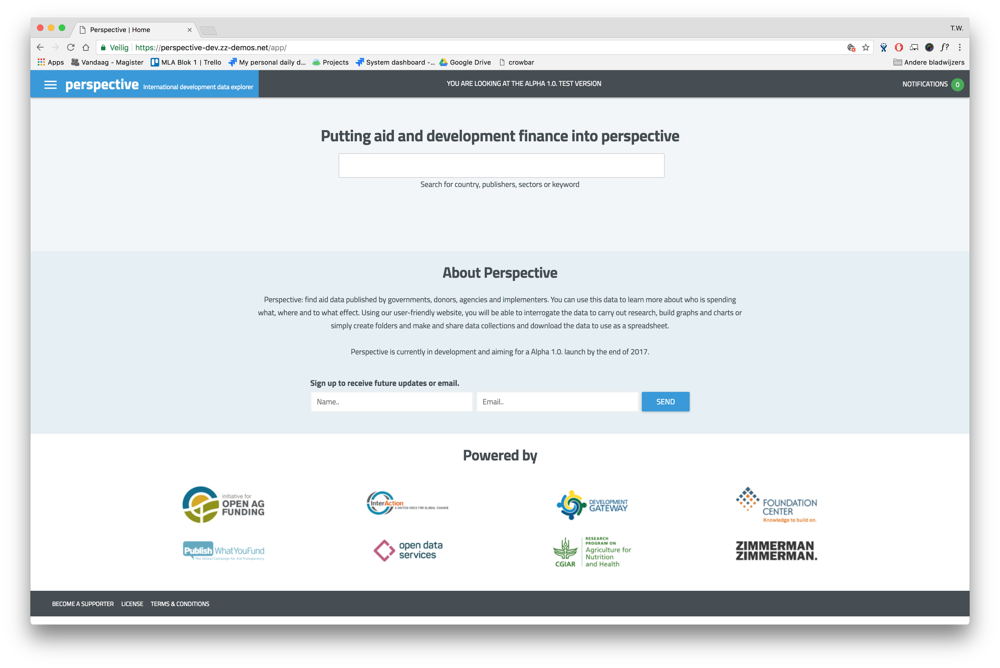 Perspective | Home
T.W.
Veilig https://perspective-dev.zz-demos.net/app/
f?
Apps Vandaag - Magister MLA Blok 1 | Trello My personal daily d... Projects System dashboard -... Google Drive crowbar Andere bladwijzers
perspective International development data explorer YOU ARE LOOKING AT THE ALPHA 1.0. TEST VERSION NOTIFICATIONS 0
Putting aid and development finance into perspective
Search for country, publishers, sectors or keyword
About Perspective
Perspective: find aid data published by governments, donors, agencies and implementers. You can use this data to learn more about who is spending
what, where and to what effect. Using our user-friendly website, you will be able to interrogate the data to carry out research, build graphs and charts or
simply create folders and make and share data collections and download the data to use as a spreadsheet.
Perspective is currently in development and aiming for a Alpha 1.0. launch by the end of 2017.
Sign up to receive future updates or email.
Name.. Email.. SEND
Powered by
initiative for
OPEN AG
FUNDING
InterAction
A UNITED VOICE FOR GLOBAL CHANGE
DEVELOPMENT
GATEWAY
FOUNDATION
CENTER
Knowledge to build on.
Publish WhatYouFund
The Global Campaign for Aid Transparency
open data
services
CGIAR
RESEARCH
PROGRAM ON
Agriculture for
Nutrition
and Health
ZIMMERMAN
ZIMMERMAN.
BECOME A SUPPORTER LICENSE TERMS & CONDITIONS